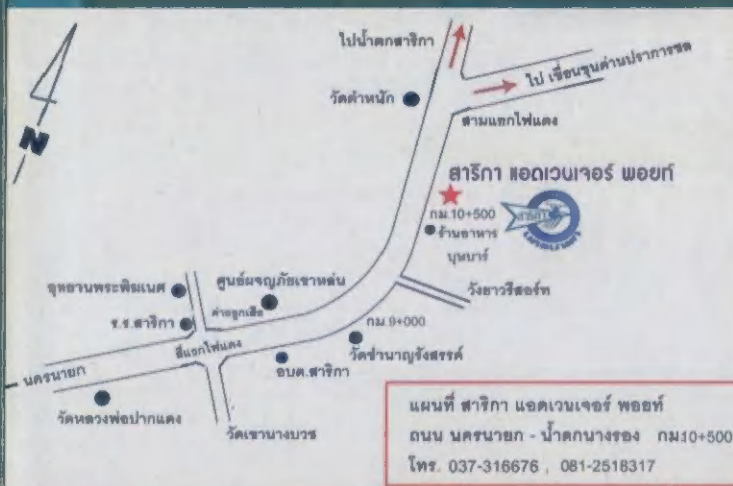 ไปน้ำตกสาริกา
ไป เขื่อนขุนด่านปราการชล
วัดตำหนัก
สามแยกไฟแดง
N
สาริกา แอดเวนเจอร์ พอยท์
กม.10+500
สาริกา
ร้านอาหาร
บุษบาร์
อุทยานพระพิฆเนศ
ศูนย์ผจญภัยเขาหล่น
วังยาวรีสอร์ท
ค่ายลูกเสือ
ร.ร.สาริกา
กม.9+000
สี่แยกไฟแดง
วัดชำนาญรังสรรค์
อบต.สาริกา
นครนายก
วัดหลวงพ่อปากแดง
วัดเขานางบวช
แผนที่ สาริกา แอดเวนเจอร์ พอยท์
ถนน นครนายก - น้ำตกนางรอง กม10+500
โทร. 037-316676 , 081-2518317